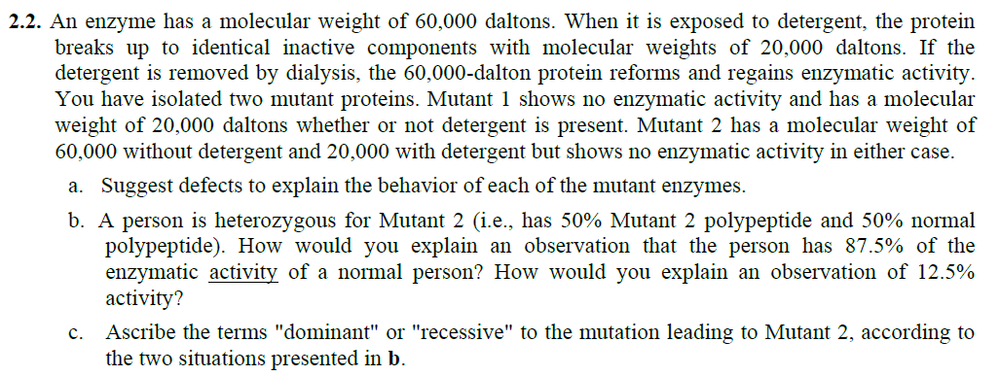 2.2. An enzyme has a molecular weight of 60,000 daltons. When it is exposed to detergent, the protein
breaks up to identical inactive components with molecular weights of 20,000 daltons. If the
detergent is removed by dialysis, the 60,000-dalton protein reforms and regains enzymatic activity.
You have isolated two mutant proteins. Mutant 1 shows no enzymatic activity and has a molecular
weight of 20,000 daltons whether or not detergent is present. Mutant 2 has a molecular weight of
60,000 without detergent and 20,000 with detergent but shows no enzymatic activity in either case.
a. Suggest defects to explain the behavior of each of the mutant enzymes.
b. A person is heterozygous for Mutant 2 (i.e., has 50% Mutant 2 polypeptide and 50% normal
polypeptide). How would you explain an observation that the person has 87.5% of the
enzymatic activity of a normal person? How would you explain an observation of 12.5%
activity?
c. Ascribe the terms "dominant" or "recessive" to the mutation leading to Mutant 2, according to
the two situations presented in b.